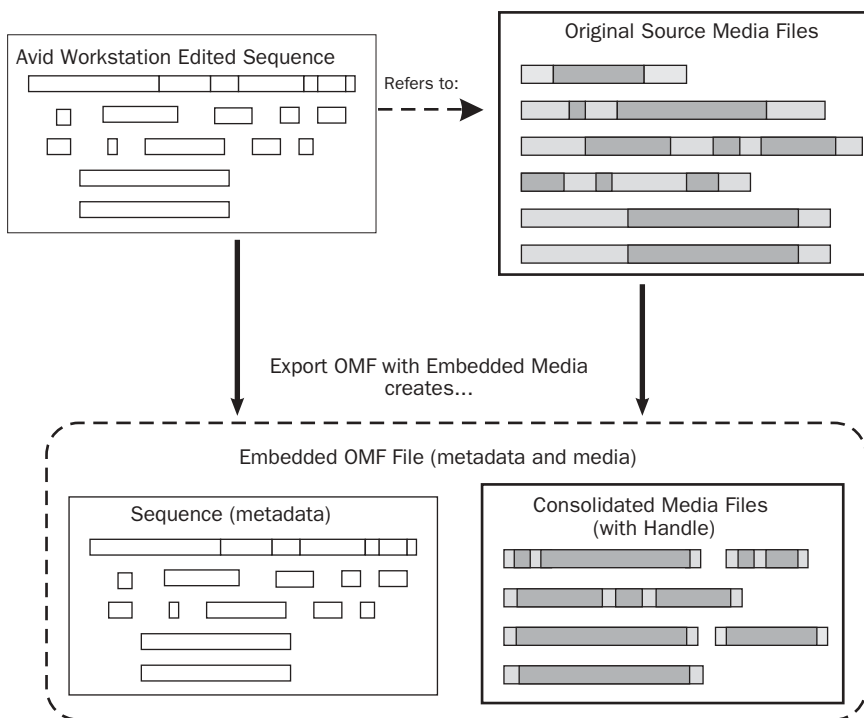 Avid Workstation Edited Sequence
Refers to:
Original Source Media Files
Export OMF with Embedded Media
creates...
Embedded OMF File (metadata and media)
Sequence (metadata)
Consolidated Media Files
(with Handle)